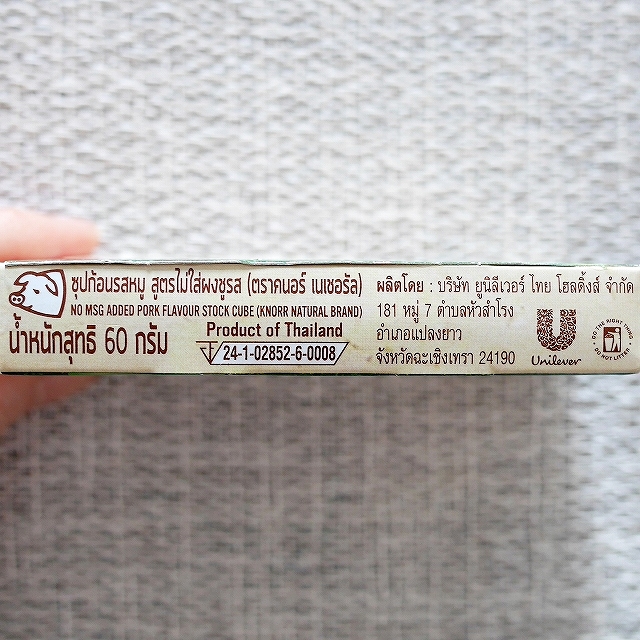 ซุปก้อนรสหมู สูตรไม่ใส่ผงชูรส (ตราคนอร์ เนเชอรัล)
NO MSG ADDED PORK FLAVOUR STOCK CUBE (KNORR NATURAL BRAND)
น้ำหนักสุทธิ 60 กรัม
Product of Thailand
24-1-02852-6-0008
ผลิตโดย : บริษัท ยูนิลีเวอร์ ไทย โฮลดิ้งส์ จำกัด
181 หมู่ 7 ตำบลหัวสำโรง
อำเภอแปลงยาว
จังหวัดฉะเชิงเทรา 24190
Unilever
DO THE RIGHT THING
DO NOT LITTER